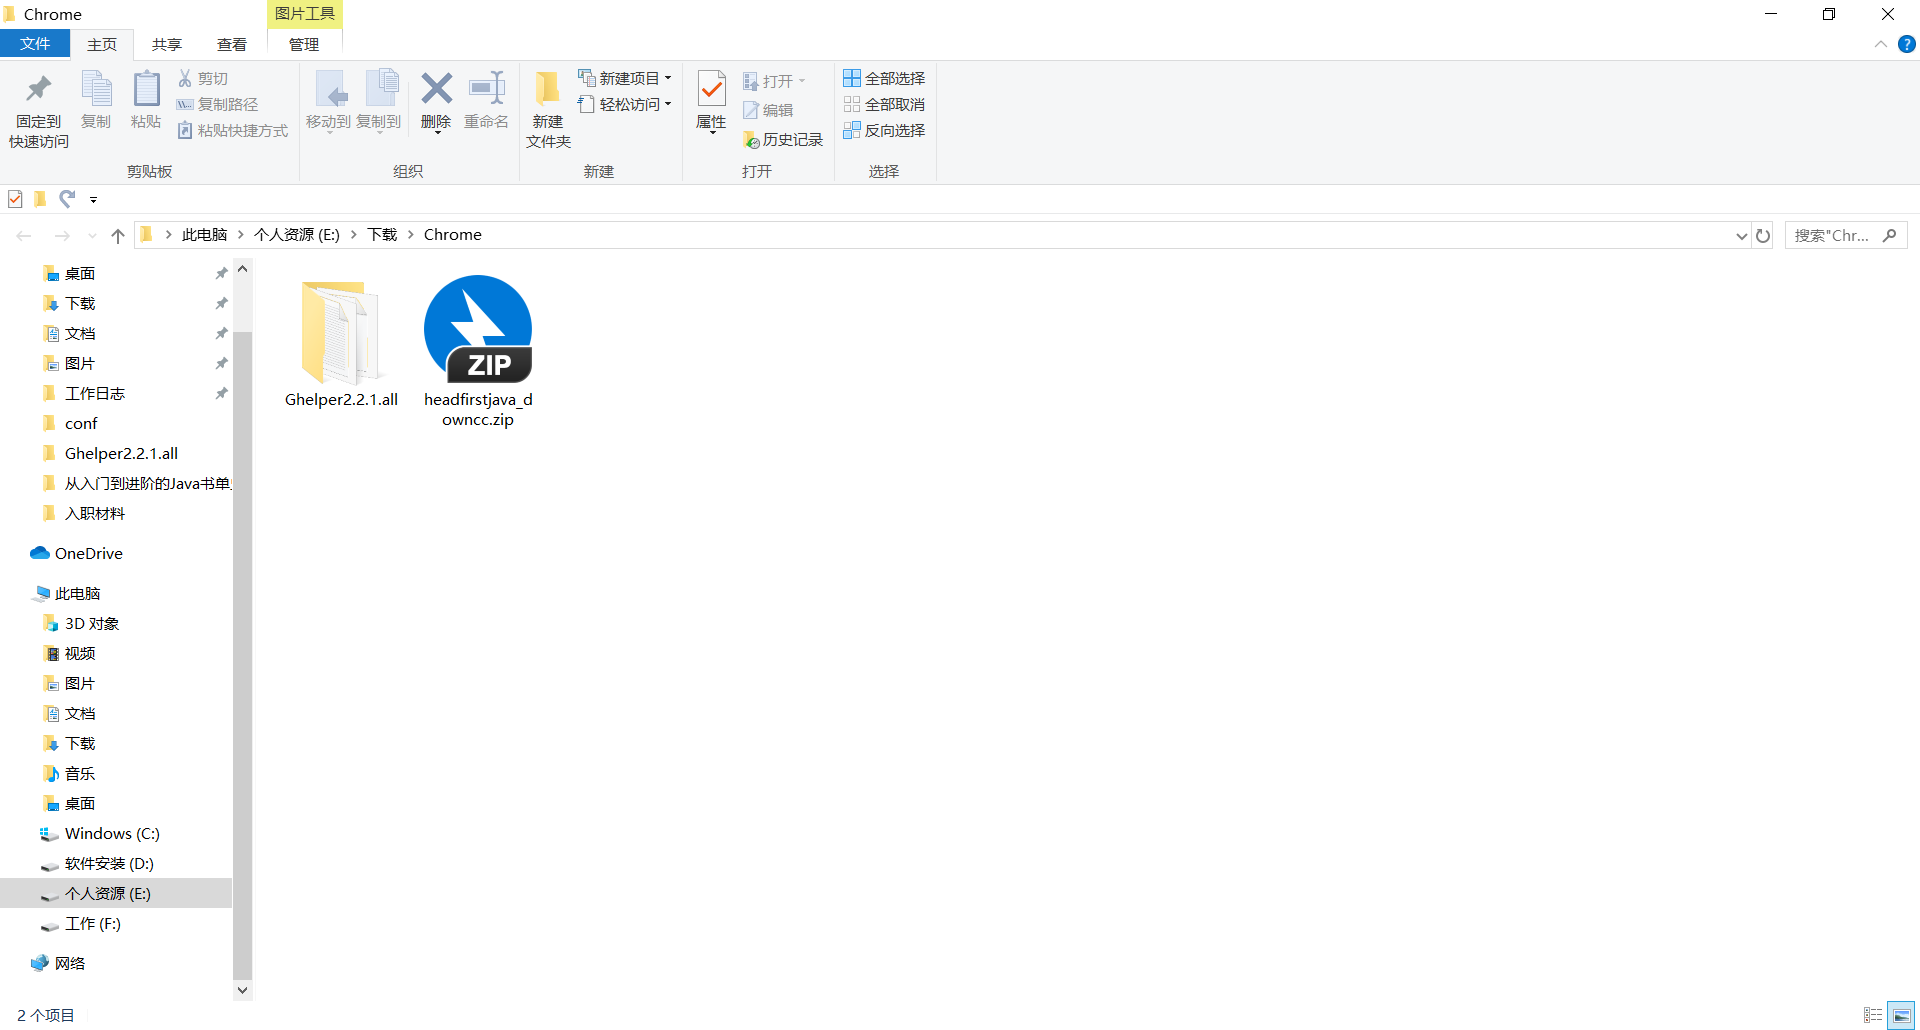 Chrome
图片工具
文件
主页
共享
查看
管理
固定到
快速访问
复制
粘贴
剪切
复制路径
粘贴快捷方式
剪贴板
移动到
复制到
删除
重命名
组织
新建
文件夹
新建项目
轻松访问
新建
属性
打开
编辑
历史记录
打开
全部选择
全部取消
反向选择
选择
此电脑 > 个人资源 (E:) > 下载 > Chrome
搜索"Chr...
桌面
下载
文档
图片
工作日志
conf
Ghelper2.2.1.all
从入门到进阶的Java书单
入职材料
OneDrive
此电脑
3D 对象
视频
图片
文档
下载
音乐
桌面
Windows (C:)
软件安装 (D:)
个人资源 (E:)
工作 (F:)
网络
Ghelper2.2.1.all
ZIP
headfirstjava_d
owncc.zip
2 个项目